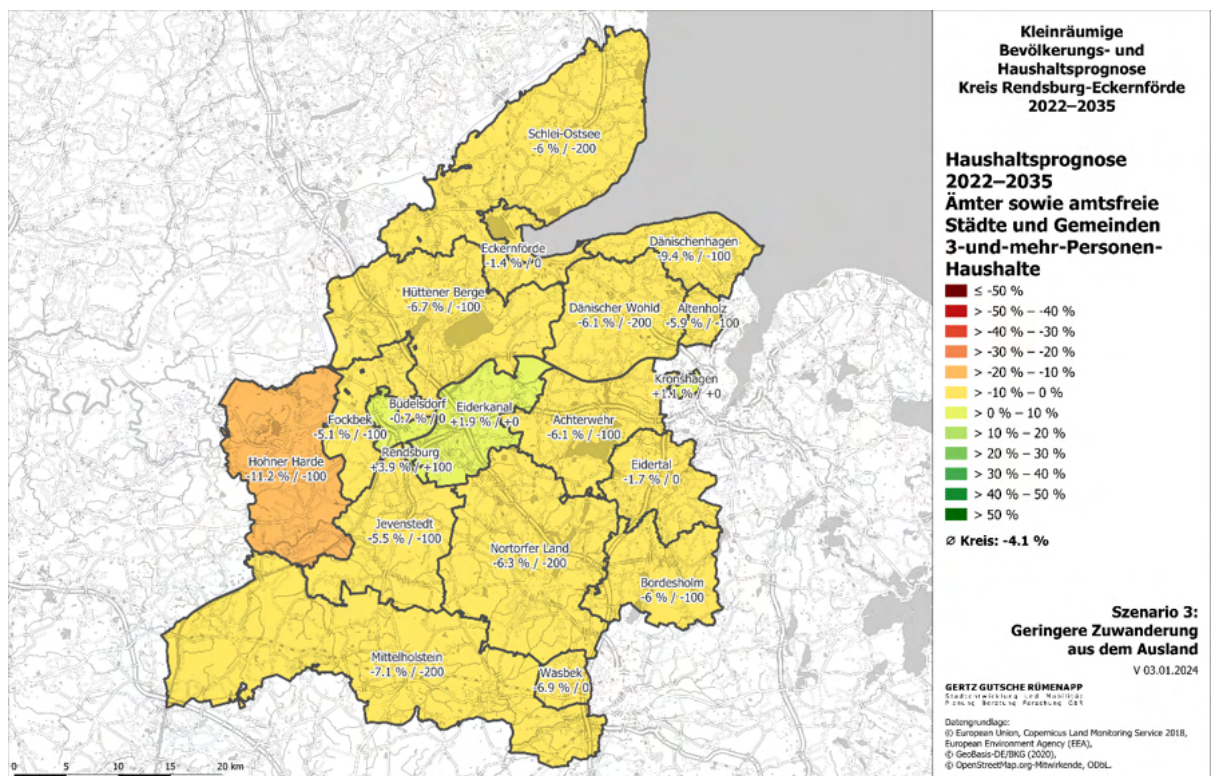 Schlei-Ostsee
-6 % / -200
Eckernförde
-1.4 % / 0
Dänischenhagen
-9.4 % / -100
Hüttener Berge
-6.7 % / -100
Dänischer Wohld
-6.1 % / -200
Altenholz
-5.9 % / -100
Kronshagen
+1.1 % / +0
Büdelsdorf
-0.7 % / 0
Eiderkanal
+1.9 % / +0
Fockbek
-5.1 % / -100
Achterwehr
-6.1 % / -100
Rendsburg
+3.9 % / +100
Hohner Harde
-11.2 % / -100
Eidertal
-1.7 % / 0
Jevenstedt
-5.5 % / -100
Nortorfer Land
-6.3 % / -200
Bordesholm
-6 % / -100
Mittelholstein
-7.1 % / -200
Wasbek
-6.9 % / 0
0 5 10 15 20 km
Kleinräumige
Bevölkerungs- und
Haushaltsprognose
Kreis Rendsburg-Eckernförde
2022–2035
Haushaltsprognose
2022–2035
Ämter sowie amtsfreie
Städte und Gemeinden
3-und-mehr-Personen-
Haushalte
≤ -50 %
> -50 % – -40 %
> -40 % – -30 %
> -30 % – -20 %
> -20 % – -10 %
> -10 % – 0 %
> 0 % – 10 %
> 10 % – 20 %
> 20 % – 30 %
> 30 % – 40 %
> 40 % – 50 %
> 50 %
Ø Kreis: -4.1 %
Szenario 3:
Geringere Zuwanderung
aus dem Ausland
V 03.01.2024
GERTZ GUTSCHE RÜMENAPP
Stadtentwicklung und Mobilität
Planung Beratung Forschung GbR
Datengrundlage:
© European Union, Copernicus Land Monitoring Service 2018,
European Environment Agency (EEA),
© GeoBasis-DE/BKG (2020),
© OpenStreetMap.org-Mitwirkende, ODbL.